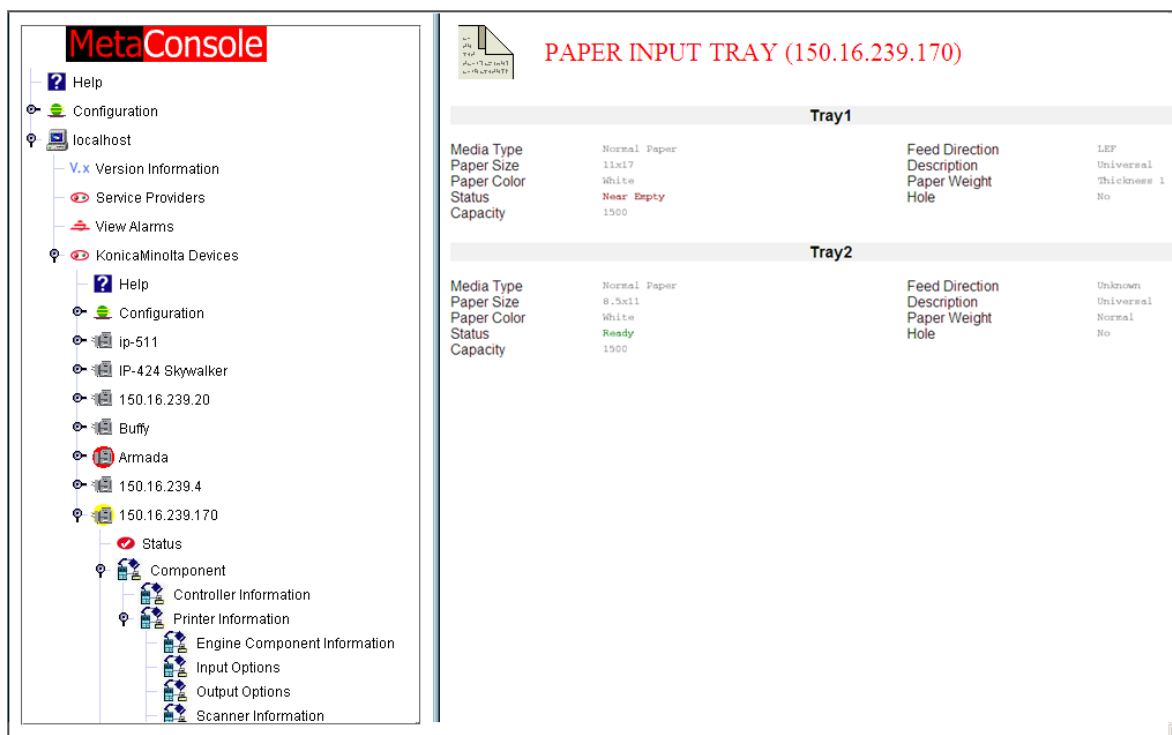 MetaConsole
Help
Configuration
localhost
V.x Version Information
Service Providers
View Alarms
KonicaMinolta Devices
Help
Configuration
ip-511
IP-424 Skywalker
150.16.239.20
Buffy
Armada
150.16.239.4
150.16.239.170
Status
Component
Controller Information
Printer Information
Engine Component Information
Input Options
Output Options
Scanner Information
PAPER INPUT TRAY (150.16.239.170)
Tray1
Media Type Normal Paper Feed Direction LEF
Paper Size 11x17 Description Universal
Paper Color White Paper Weight Thickness 1
Status Near Empty Hole No
Capacity 1500
Tray2
Media Type Normal Paper Feed Direction Unknown
Paper Size 8.5x11 Description Universal
Paper Color White Paper Weight Normal
Status Ready Hole No
Capacity 1500